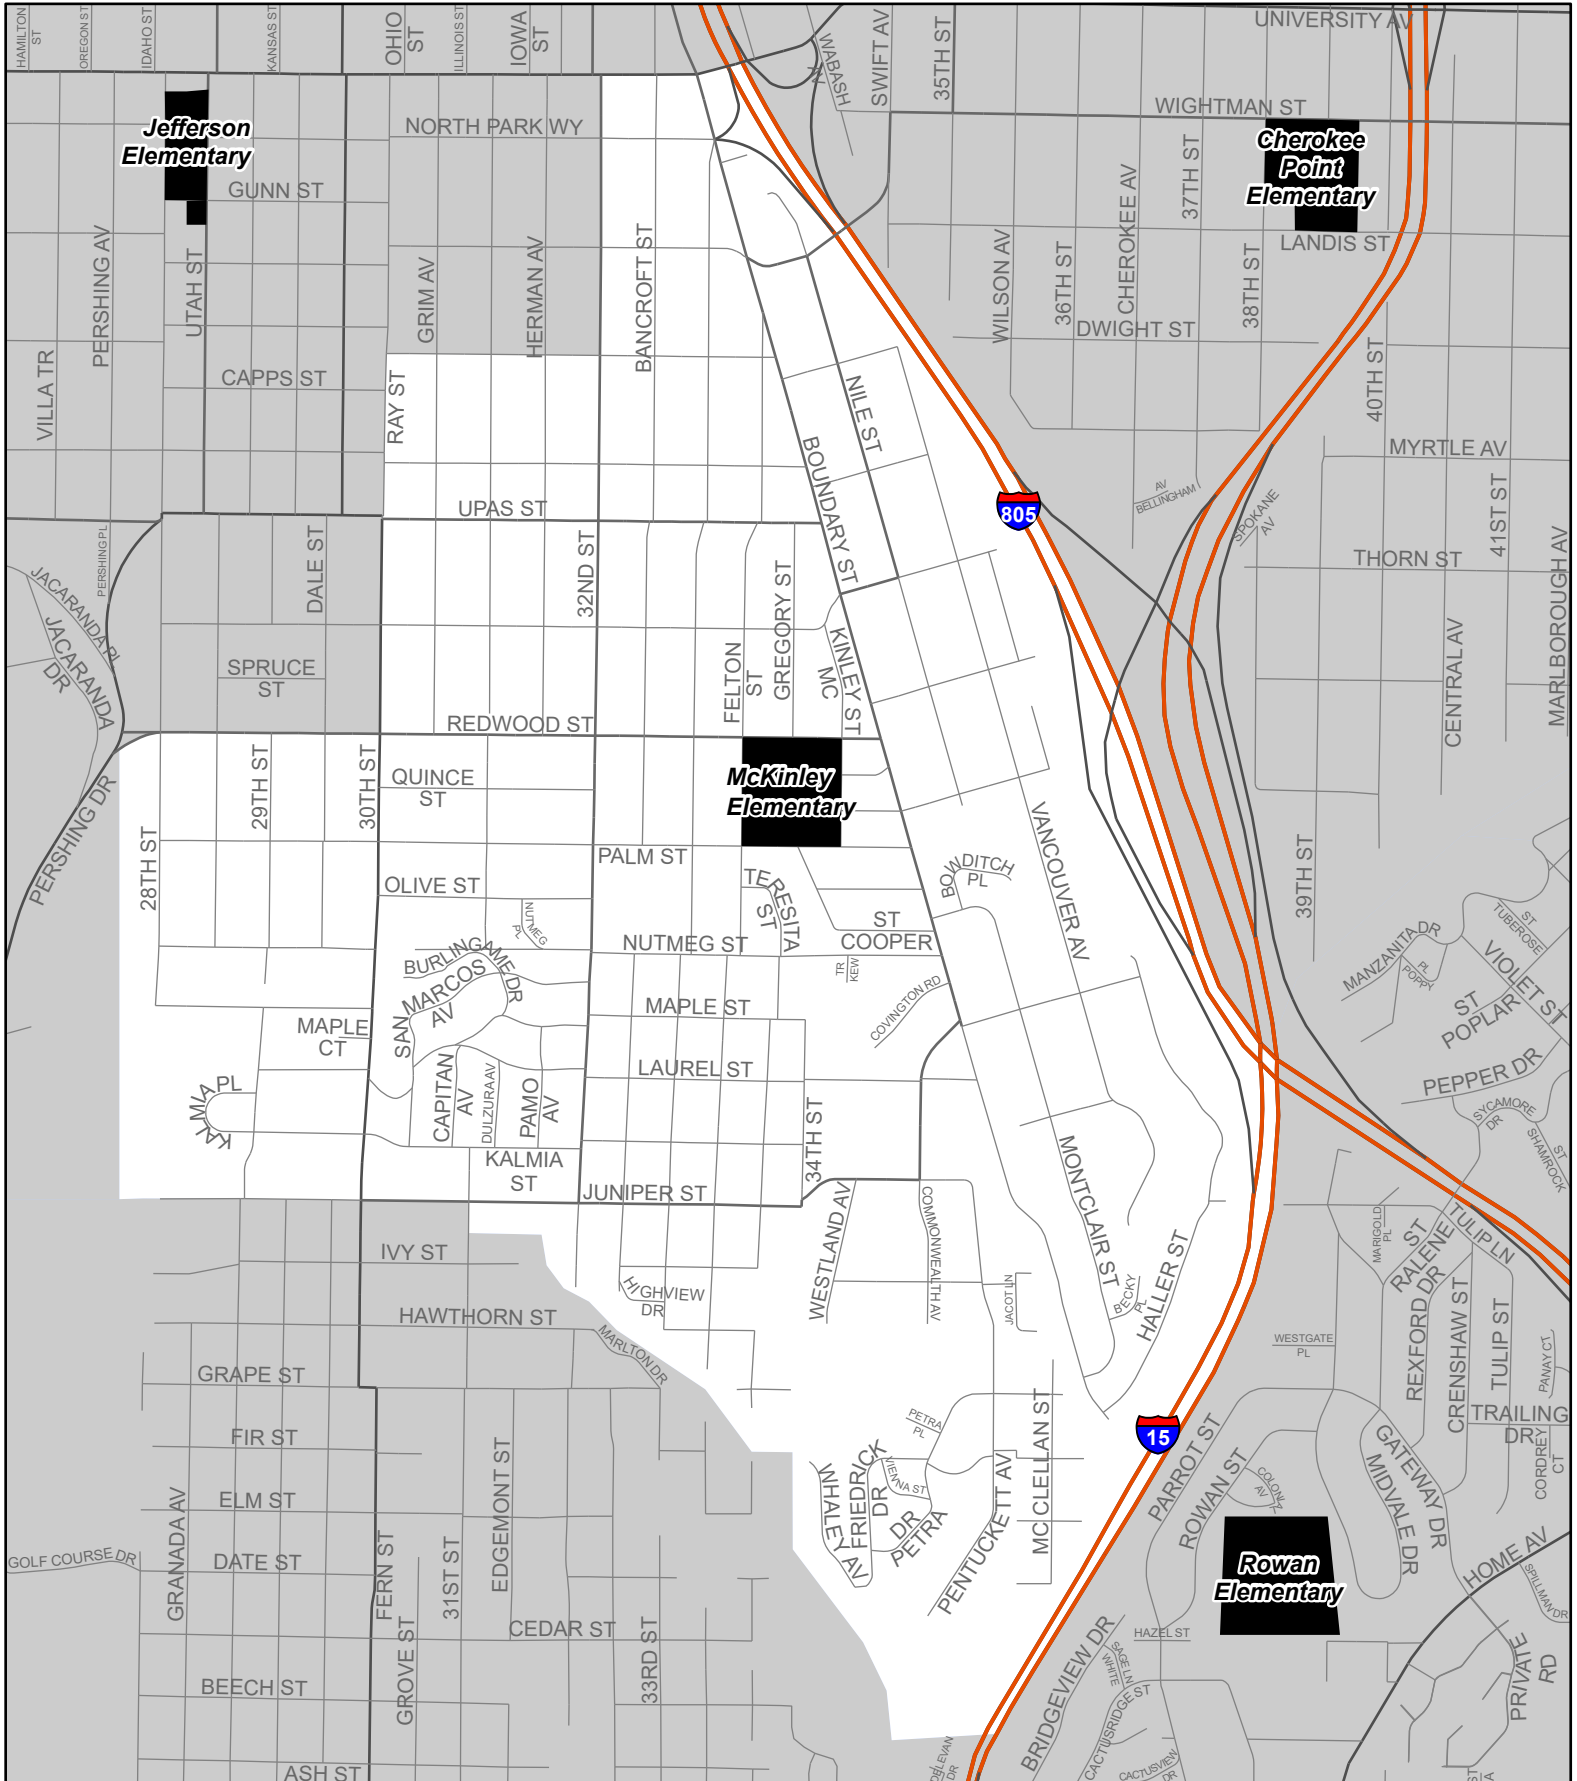 HAMILTON
ST
OREGON ST
IDAHO ST
KANSAS ST
OHIO
ST
ILLINOIS ST
IOWA
ST
WABASH
AV
SWIFT AV
35TH ST
UNIVERSITY AV
WIGHTMAN ST
NORTH PARK WY
Jefferson
Elementary
Cherokee
Point
Elementary
GUNN ST
37TH ST
CHEROKEE AV
LANDIS ST
PERSHING AV
UTAH ST
GRIM AV
HERMAN AV
BANCROFT ST
WILSON AV
36TH ST
38TH ST
DWIGHT ST
VILLA TR
CAPPS ST
RAY ST
NILE ST
40TH ST
MYRTLE AV
BOUNDARY ST
UPAS ST
805
AV
BELLINGHAM
SPOKANE
AV
41ST ST
THORN ST
MARLBOROUGH AV
PERSHING PL
DALE ST
32ND ST
JACARANDA PL
JACARANDA
DR
GREGORY ST
KINLEY ST
MC
FELTON
ST
SPRUCE
ST
CENTRAL AV
REDWOOD ST
29TH ST
30TH ST
QUINCE
ST
McKinley
Elementary
PERSHING DR
28TH ST
PALM ST
VANCOUVER AV
39TH ST
BOWDITCH
PL
OLIVE ST
TERESITA
ST
NUTMEG
PL
ST
COOPER
NUTMEG ST
TR
KEW
BURLINGAME DR
SAN
MARCOS
AV
COVINGTON RD
MANZANITA DR
ST
TUBEROSE
PL
POPPY
VIOLET ST
ST
POPLAR
MAPLE ST
MAPLE
CT
LAUREL ST
CAPITAN
AV
DULZURA AV
PAMO
AV
KALMIA PL
34TH ST
PEPPER DR
SYCAMORE
DR
ST
SHAMROCK
KALMIA
ST
JUNIPER ST
MONTCLAIR ST
WESTLAND AV
COMMONWEALTH AV
HALLER ST
MARIGOLD
PL
ST
RALENE
TULIP LN
IVY ST
HIGHVIEW
DR
JACOT LN
BECKY
PL
REXFORD DR
CRENSHAW ST
TULIP ST
PANAY CT
HAWTHORN ST
MARLTON DR
WESTGATE
PL
GRAPE ST
MC CLELLAN ST
PETRA
PL
15
PARROT ST
TRAILING
DR
CORDREY
CT
FIR ST
EDGEMONT ST
WHALEY AV
FRIEDRICK
DR
VIENNA ST
DR
PETRA
PENTUCKETT AV
ROWAN ST
COLONIAL
AV
GATEWAY DR
MIDVALE DR
GRANADA AV
ELM ST
FERN ST
31ST ST
GOLF COURSE DR
DATE ST
Rowan
Elementary
HOME AV
SPILLMAN DR
GROVE ST
CEDAR ST
33RD ST
BRIDGEVIEW DR
HAZEL ST
SAGE LN
WHITE
PRIVATE
RD
BEECH ST
CACTUSRIDGE ST
CACTUSVIEW
DR
DELEVAN
DR
ASH ST
ST